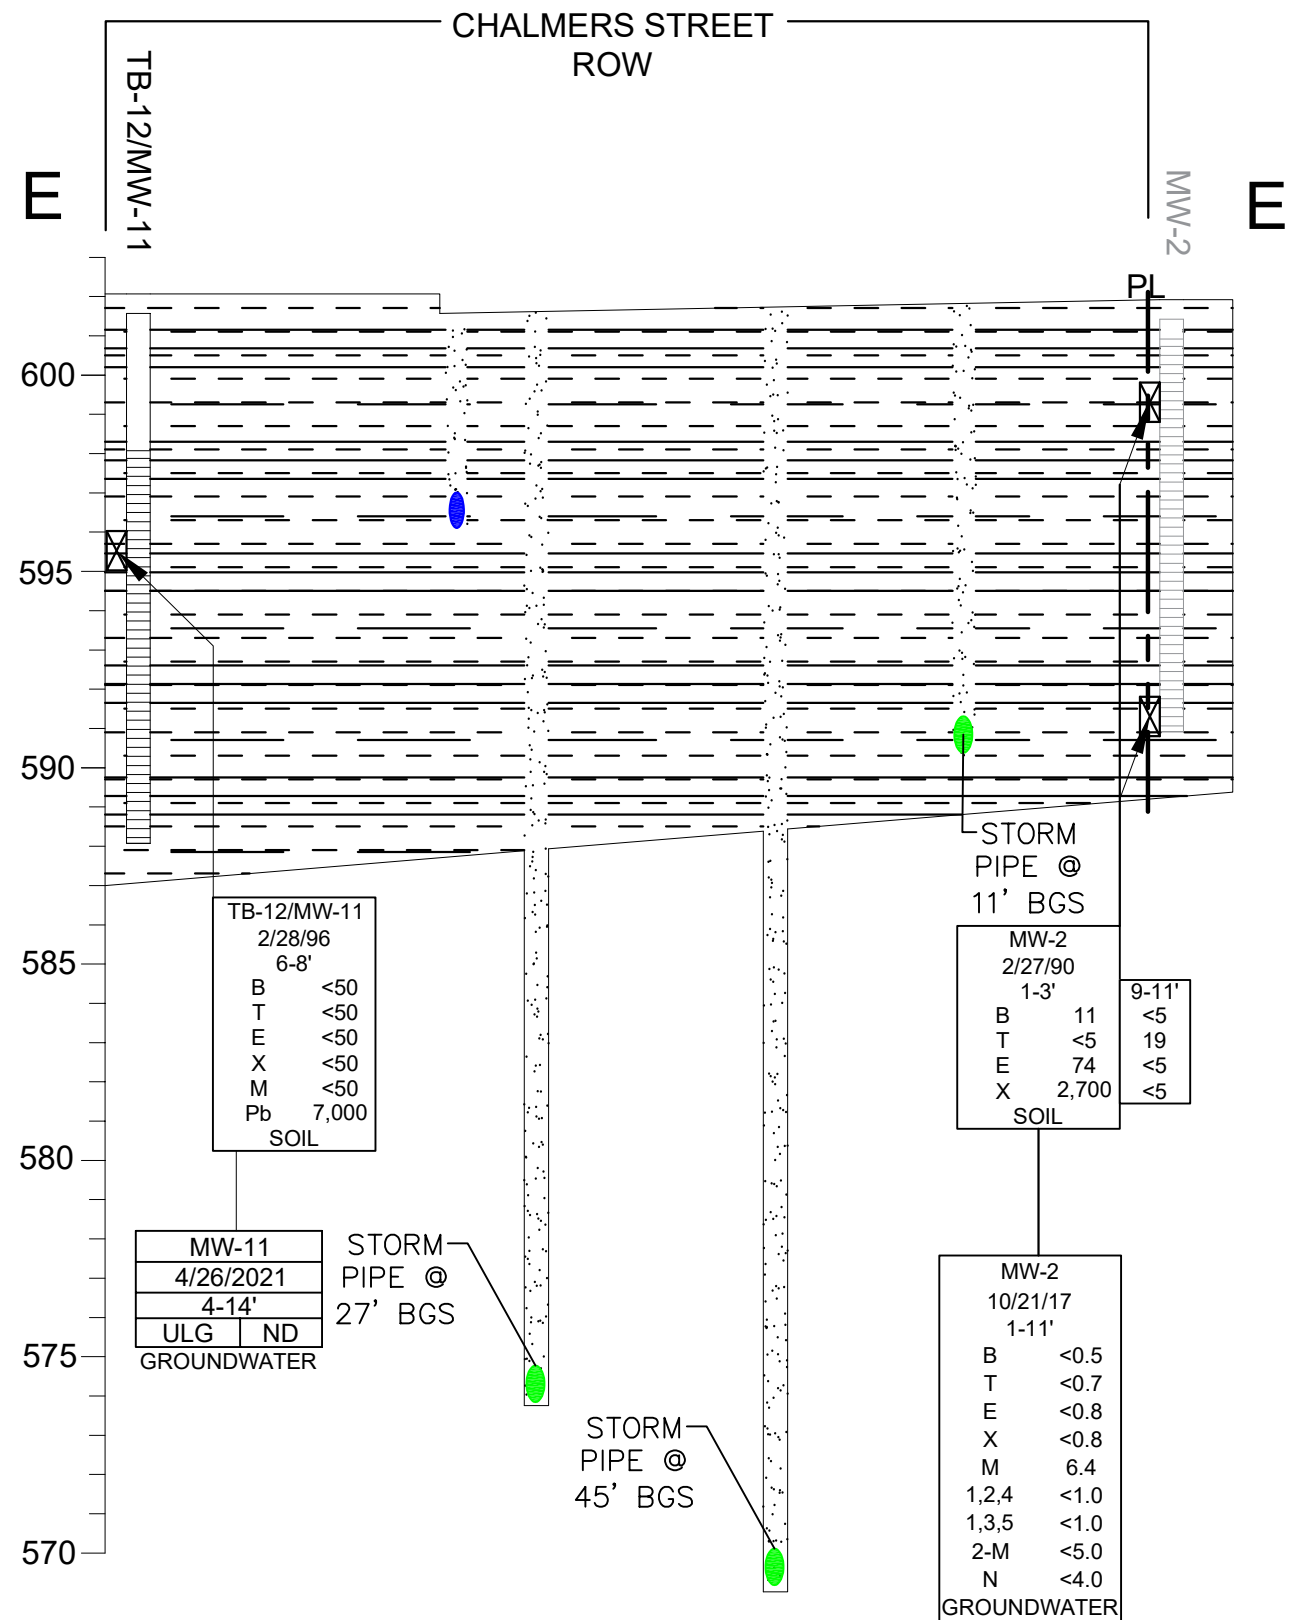 CHALMERS STREET
ROW
TB-12/MW-11
MW-2
E
E
PL
600
595
590
585
580
575
570
STORM
PIPE @
11' BGS
TB-12/MW-11
2/28/96
6-8'
B <50
T <50
E <50
X <50
M <50
Pb 7,000
SOIL
MW-2
2/27/90
1-3' 9-11'
B 11 <5
T <5 19
E 74 <5
X 2,700 <5
SOIL
MW-11
4/26/2021
4-14'
ULG ND
GROUNDWATER
STORM
PIPE @
27' BGS
STORM
PIPE @
45' BGS
MW-2
10/21/17
1-11'
B <0.5
T <0.7
E <0.8
X <0.8
M 6.4
1,2,4 <1.0
1,3,5 <1.0
2-M <5.0
N <4.0
GROUNDWATER